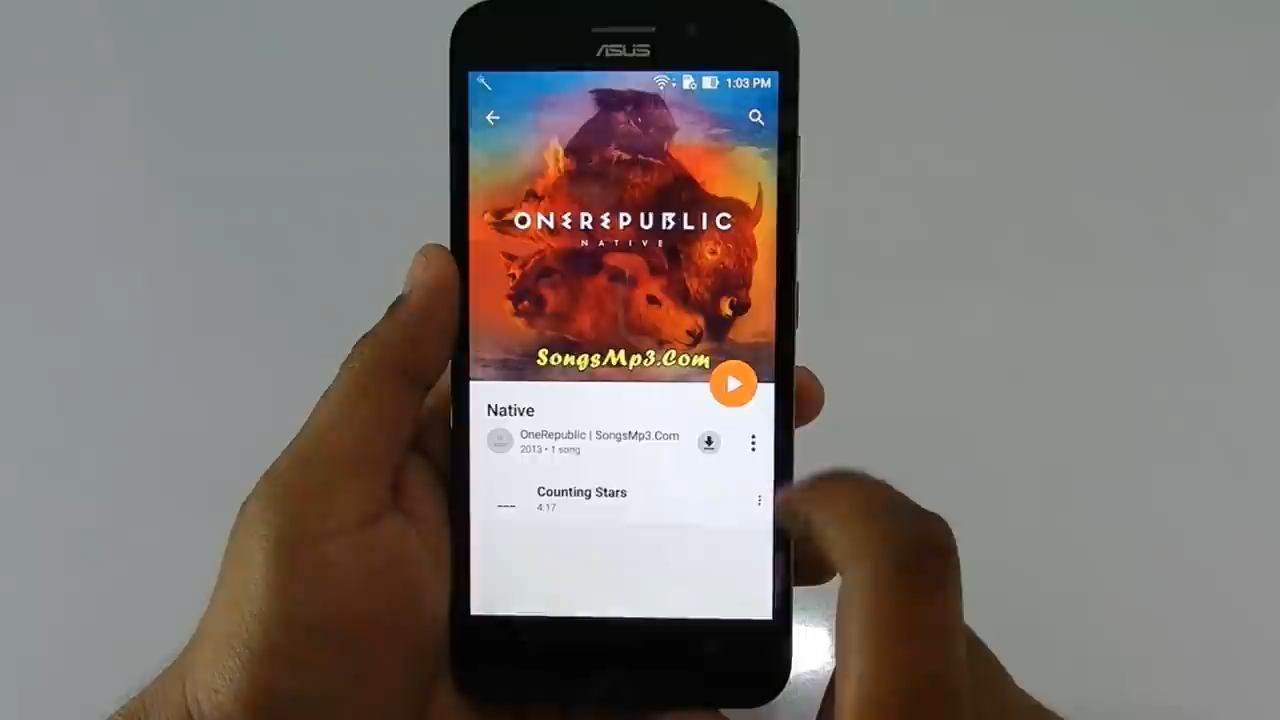 ASUS
1:03 PM
ONEREPUBLIC
NATIVE
SongsMp3.Com
Native
OneRepublic | SongsMp3.Com
2013 • 1 song
Counting Stars
4:17